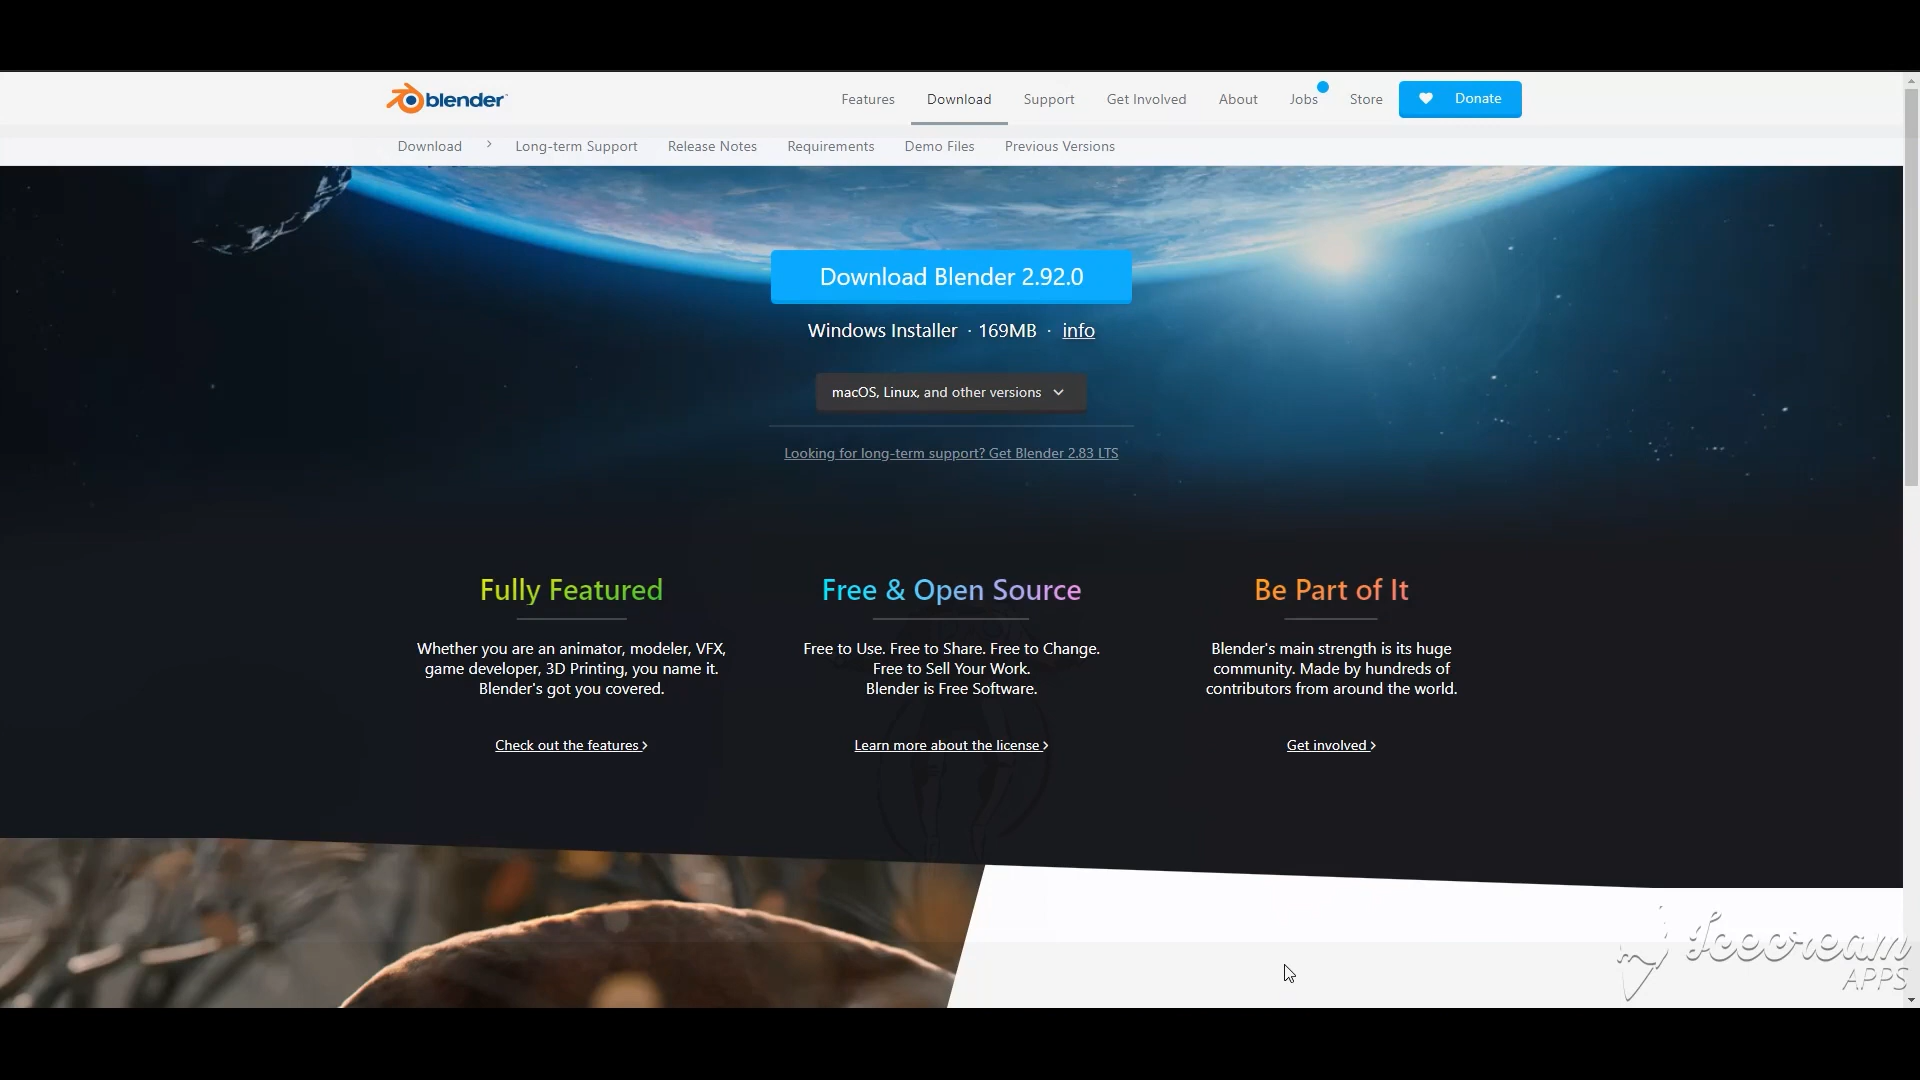 blender
Features Download Support Get Involved About Jobs Store Donate
Download Long-term Support Release Notes Requirements Demo Files Previous Versions
Download Blender 2.92.0
Windows Installer · 169MB · info
macOS, Linux, and other versions
Looking for long-term support? Get Blender 2.83 LTS
Fully Featured
Whether you are an animator, modeler, VFX,
game developer, 3D Printing, you name it.
Blender's got you covered.
Check out the features
Free & Open Source
Free to Use. Free to Share. Free to Change.
Free to Sell Your Work.
Blender is Free Software.
Learn more about the license
Be Part of It
Blender's main strength is its huge
community. Made by hundreds of
contributors from around the world.
Get involved
Icecream
APPS